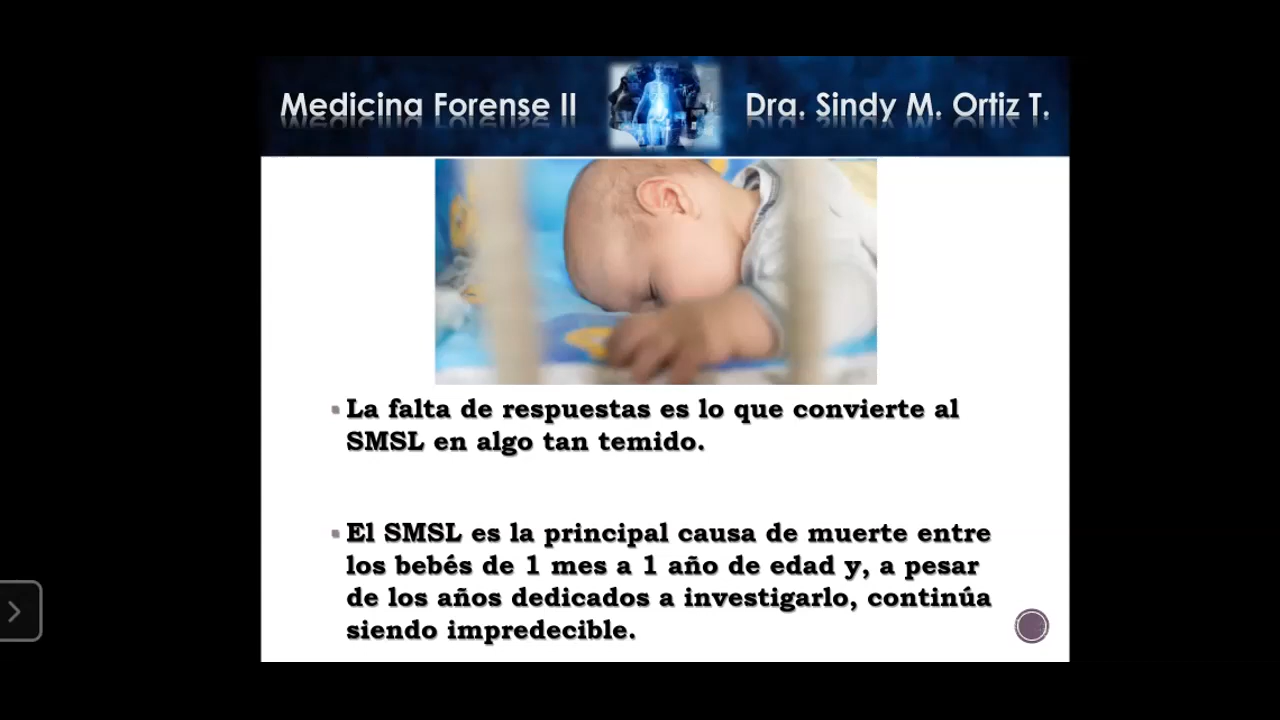 Medicina Forense II
Dra. Sindy M. Ortiz T.
La falta de respuestas es lo que convierte al
SMSL en algo tan temido.
El SMSL es la principal causa de muerte entre
los bebés de 1 mes a 1 año de edad y, a pesar
de los años dedicados a investigarlo, continúa
siendo impredecible.